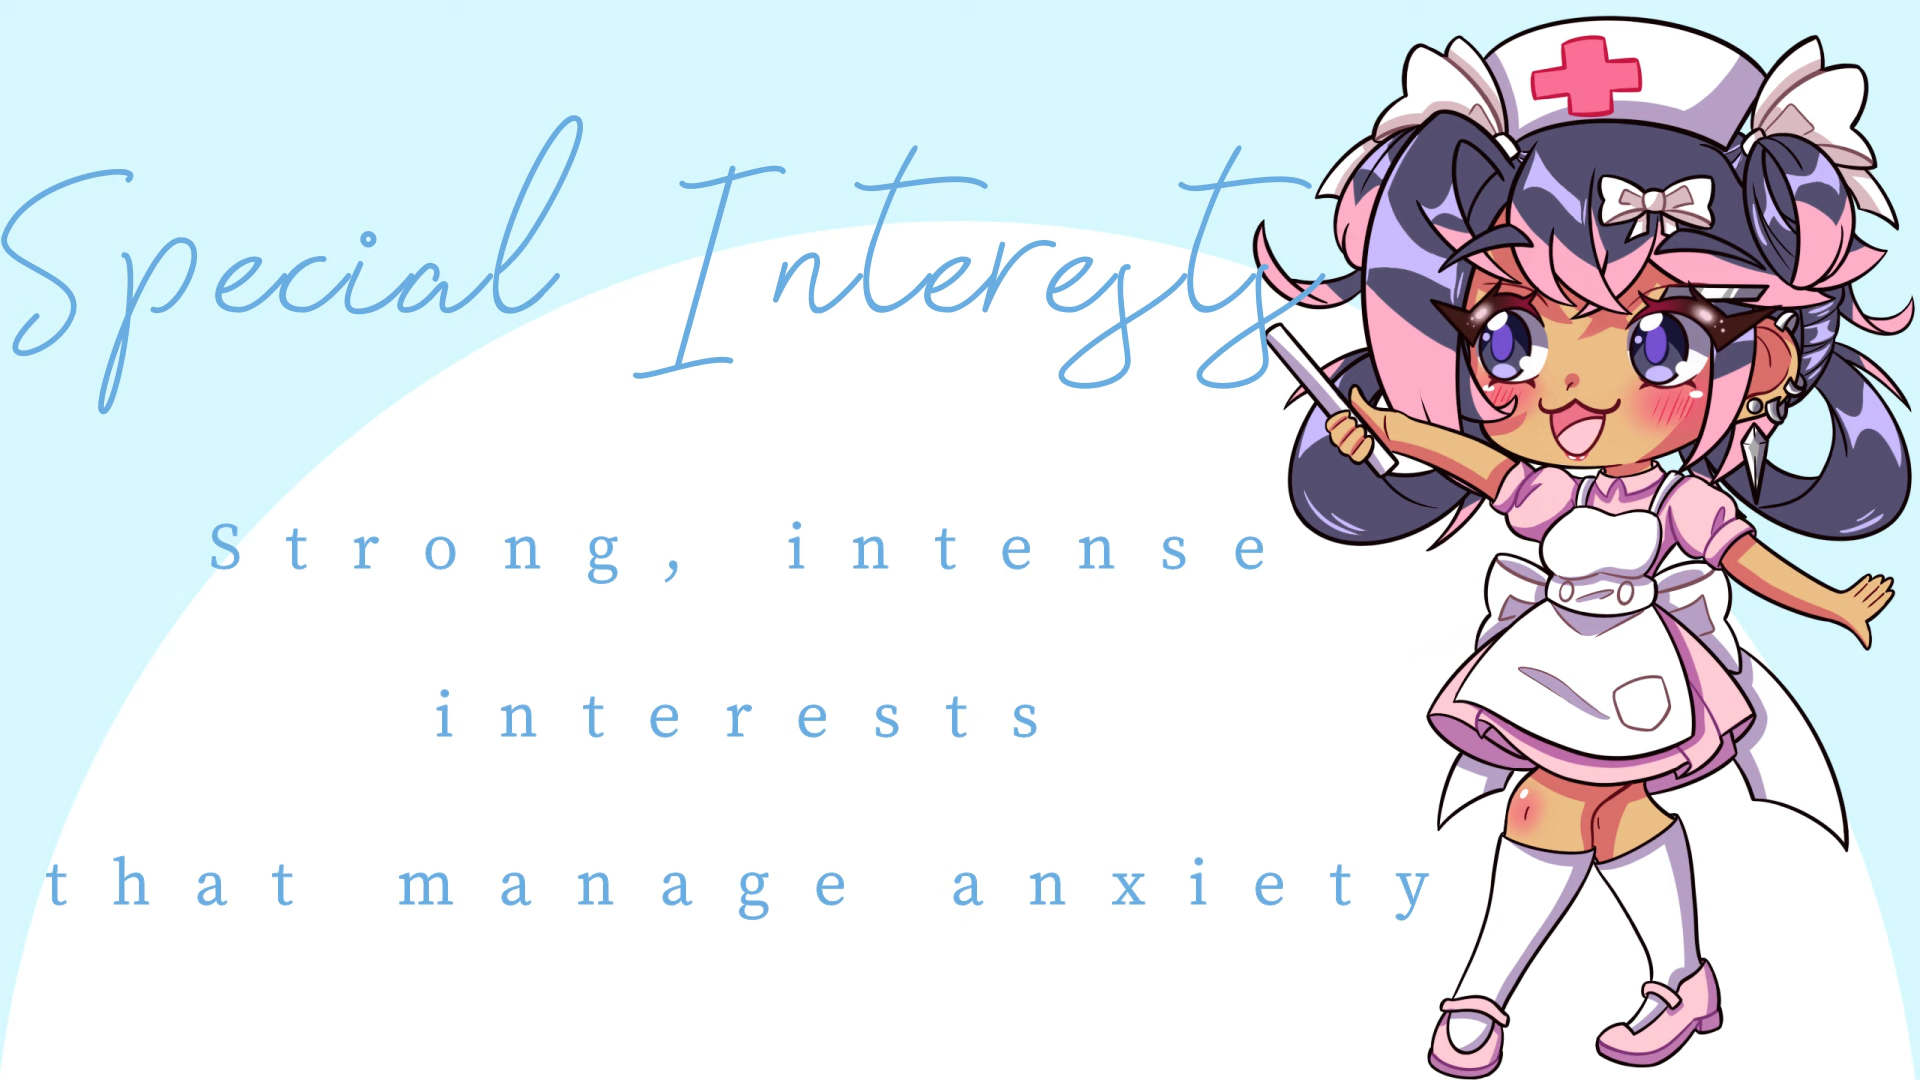 Special Interests
Strong, intense
interests
that manage anxiety